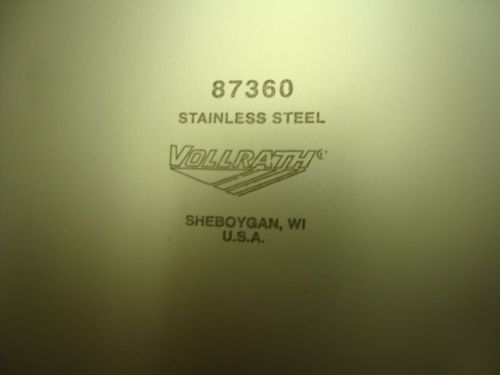 87360
STAINLESS STEEL
VOLLRATH
SHEBOYGAN, WI
U.S.A.